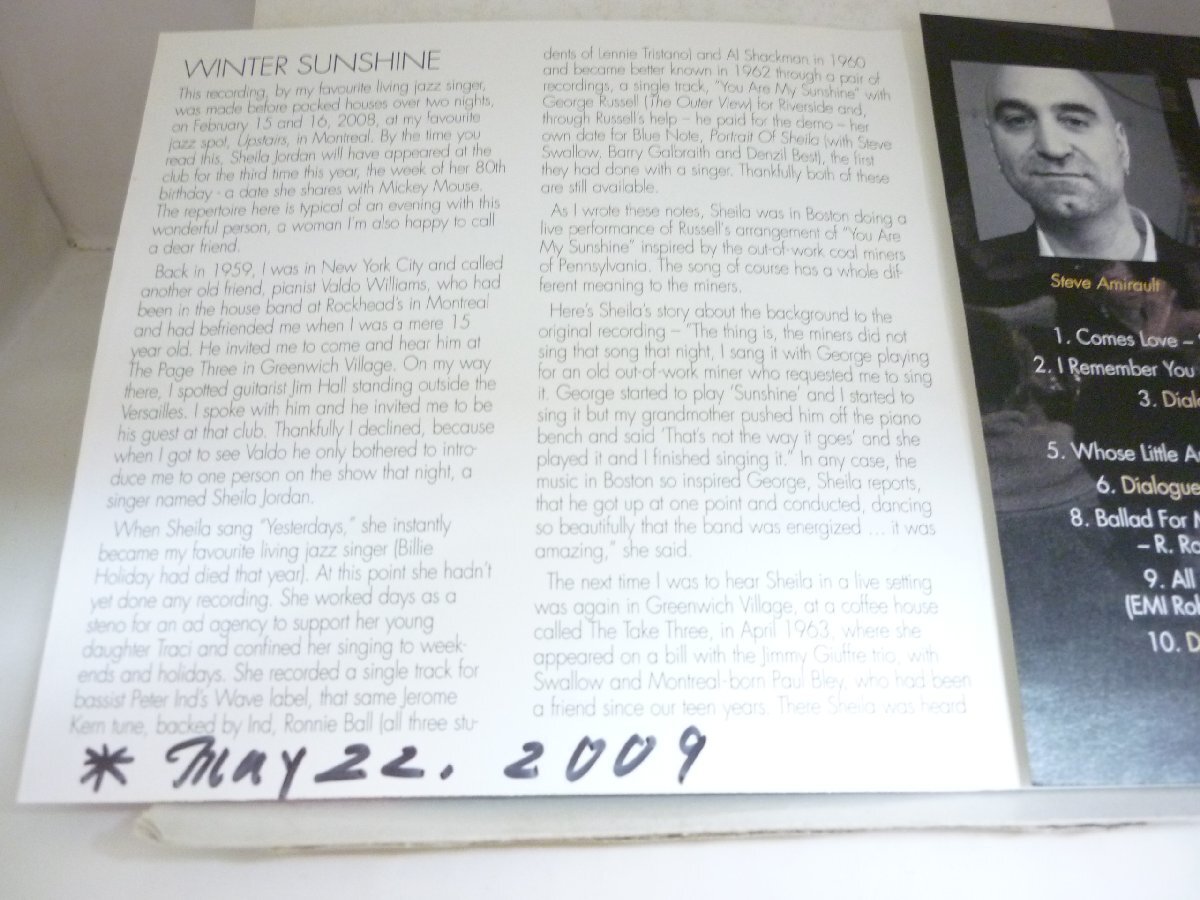 WINTER SUNSHINE
This recording, by my favourite living jazz singer,
was made before packed houses over two nights,
on February 15 and 16, 2008, at my favourite
jazz spot, Upstairs, in Montreal. By the time you
read this, Sheila Jordan will have appeared at the
club for the third time this year, the week of her 80th
birthday - a date she shares with Mickey Mouse.
The repertoire here is typical of an evening with this
wonderful person, a woman I'm also happy to call
a dear friend.
Back in 1959, I was in New York City and called
another old friend, pianist Valdo Williams, who had
been in the house band at Rockhead's in Montreal
and had befriended me when I was a mere 15
year old. He invited me to come and hear him at
The Page Three in Greenwich Village. On my way
there, I spotted guitarist Jim Hall standing outside the
Versailles. I spoke with him and he invited me to be
his guest at that club. Thankfully I declined, because
when I got to see Valdo he only bothered to intro-
duce me to one person on the show that night, a
singer named Sheila Jordan.
When Sheila sang "Yesterdays," she instantly
became my favourite living jazz singer (Billie
Holiday had died that year). At this point she hadn't
yet done any recording. She worked days as a
steno for an ad agency to support her young
daughter Traci and confined her singing to week-
ends and holidays. She recorded a single track for
bassist Peter Ind's Wave label, that same Jerome
Kern tune, backed by Ind, Ronnie Ball (all three stu-
dents of Lennie Tristano) and Al Shackman in 1960
and became better known in 1962 through a pair of
recordings, a single track, "You Are My Sunshine" with
George Russell (The Outer View) for Riverside and,
through Russell's help – he paid for the demo – her
own date for Blue Note, Portrait Of Sheila (with Steve
Swallow, Barry Galbraith and Denzil Best), the first
they had done with a singer. Thankfully both of these
are still available.
As I wrote these notes, Sheila was in Boston doing a
live performance of Russell's arrangement of "You Are
My Sunshine" inspired by the out-of-work coal miners
of Pennsylvania. The song of course has a whole dif-
ferent meaning to the miners.
Here's Sheila's story about the background to the
original recording – "The thing is, the miners did not
sing that song that night, I sang it with George playing
for an old out-of-work miner who requested me to sing
it. George started to play 'Sunshine' and I started to
sing it but my grandmother pushed him off the piano
bench and said 'That's not the way it goes' and she
played it and I finished singing it." In any case, the
music in Boston so inspired George, Sheila reports,
that he got up at one point and conducted, dancing
so beautifully that the band was energized ... it was
amazing," she said.
The next time I was to hear Sheila in a live setting
was again in Greenwich Village, at a coffee house
called The Take Three, in April 1963, where she
appeared on a bill with the Jimmy Giuffre trio, with
Swallow and Montreal-born Paul Bley, who had been
a friend since our teen years. There Sheila was heard
* May 22. 2009
Steve Amirault
1. Comes Love –
2. I Remember You
3. Dialo
5. Whose Little A
6. Dialogue
8. Ballad For
– R. Ro
9. All
(EMI Rob
10. D